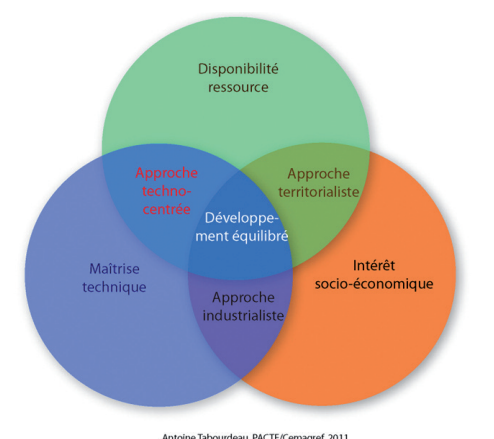 Disponibilité
ressource
Approche
techno-
centrée
Approche
territorialiste
Développe-
ment équilibré
Maîtrise
technique
Intérêt
socio-économique
Approche
industrialiste
Antoine Tabourdeau, PACTE/Cemagref, 2011